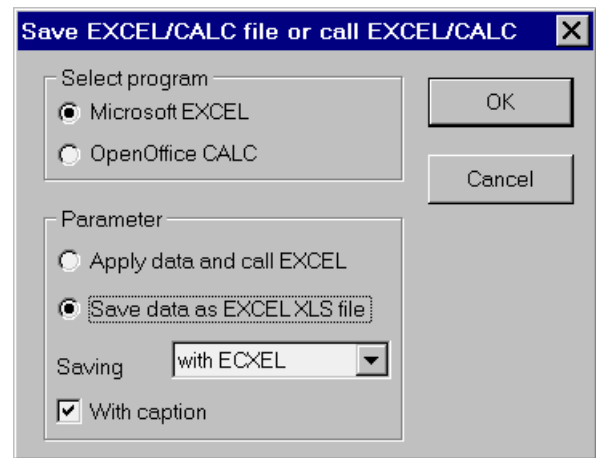 Save EXCEL/CALC file or call EXCEL/CALC
Select program
Microsoft EXCEL
OpenOffice CALC
OK
Cancel
Parameter
Apply data and call EXCEL
Save data as EXCEL XLS file
Saving with ECXEL
With caption